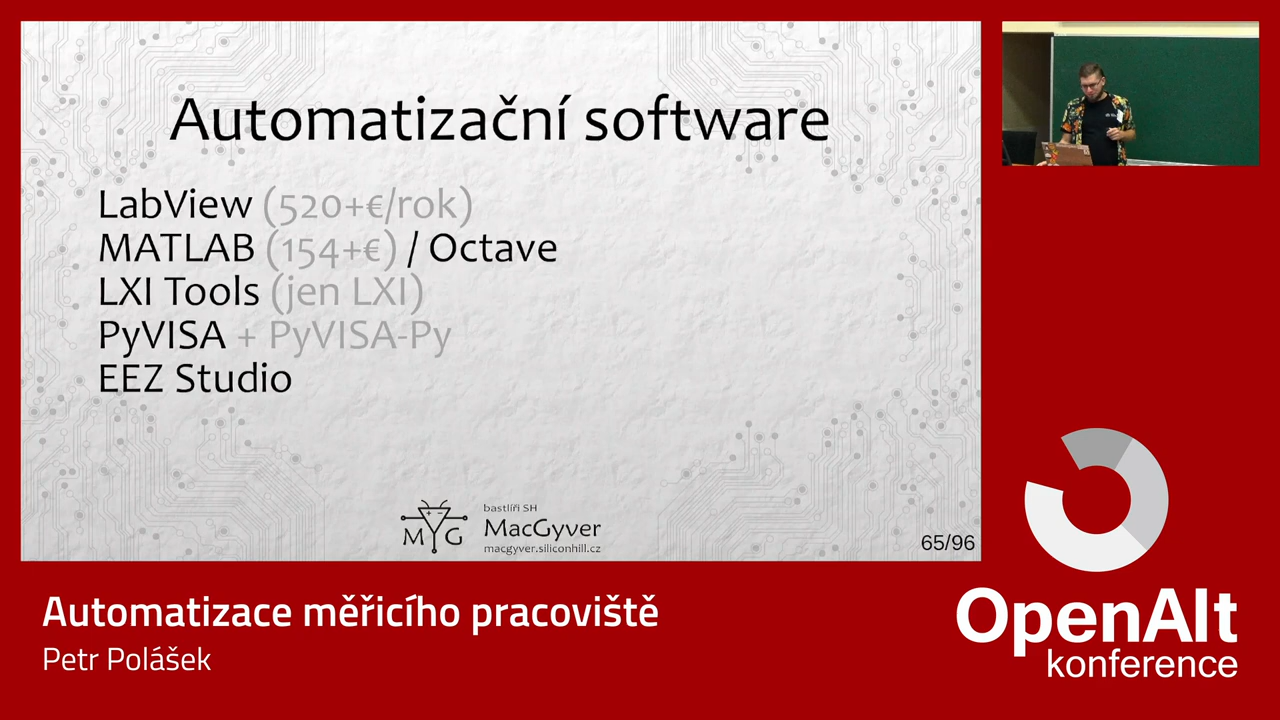 Automatizační software
LabView (520+€/rok)
MATLAB (154+€) / Octave
LXI Tools (jen LXI)
PyVISA + PyVISA-Py
EEZ Studio
MYG
bastlíři SH
MacGyver
macgyver.siliconhill.cz
65/96
Automatizace měřicího pracoviště
Petr Polášek
OpenAlt
konference